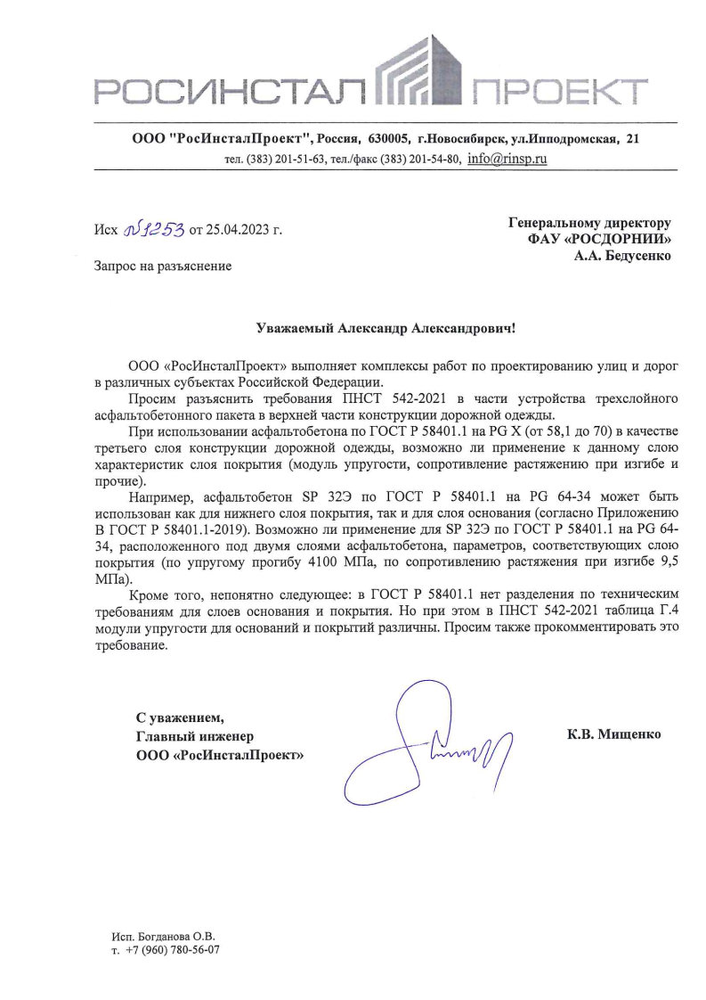 РОСИНСТАЛ ПРОЕКТ
ООО "РосИнсталПроект", Россия, 630005, г.Новосибирск, ул.Ипподромская, 21
тел. (383) 201-51-63, тел./факс (383) 201-54-80, info@rinsp.ru
Исх №1253 от 25.04.2023 г.
Генеральному директору
ФАУ «РОСДОРНИИ»
А.А. Бедусенко
Запрос на разъяснение
Уважаемый Александр Александрович!
ООО «РосИнсталПроект» выполняет комплексы работ по проектированию улиц и дорог
в различных субъектах Российской Федерации.
Просим разъяснить требования ПНСТ 542-2021 в части устройства трехслойного
асфальтобетонного пакета в верхней части конструкции дорожной одежды.
При использовании асфальтобетона по ГОСТ Р 58401.1 на PG X (от 58,1 до 70) в качестве
третьего слоя конструкции дорожной одежды, возможно ли применение к данному слою
характеристик слоя покрытия (модуль упругости, сопротивление растяжению при изгибе и
прочие).
Например, асфальтобетон SP 32Э по ГОСТ Р 58401.1 на PG 64-34 может быть
использован как для нижнего слоя покрытия, так и для слоя основания (согласно Приложению
В ГОСТ Р 58401.1-2019). Возможно ли применение для SP 32Э по ГОСТ Р 58401.1 на PG 64-
34, расположенного под двумя слоями асфальтобетона, параметров, соответствующих слою
покрытия (по упругому прогибу 4100 МПа, по сопротивлению растяжения при изгибе 9,5
МПа).
Кроме того, непонятно следующее: в ГОСТ Р 58401.1 нет разделения по техническим
требованиям для слоев основания и покрытия. Но при этом в ПНСТ 542-2021 таблица Г.4
модули упругости для оснований и покрытий различны. Просим также прокомментировать это
требование.
С уважением,
Главный инженер
ООО «РосИнсталПроект»
К.В. Мищенко
Исп. Богданова О.В.
т. +7 (960) 780-56-07